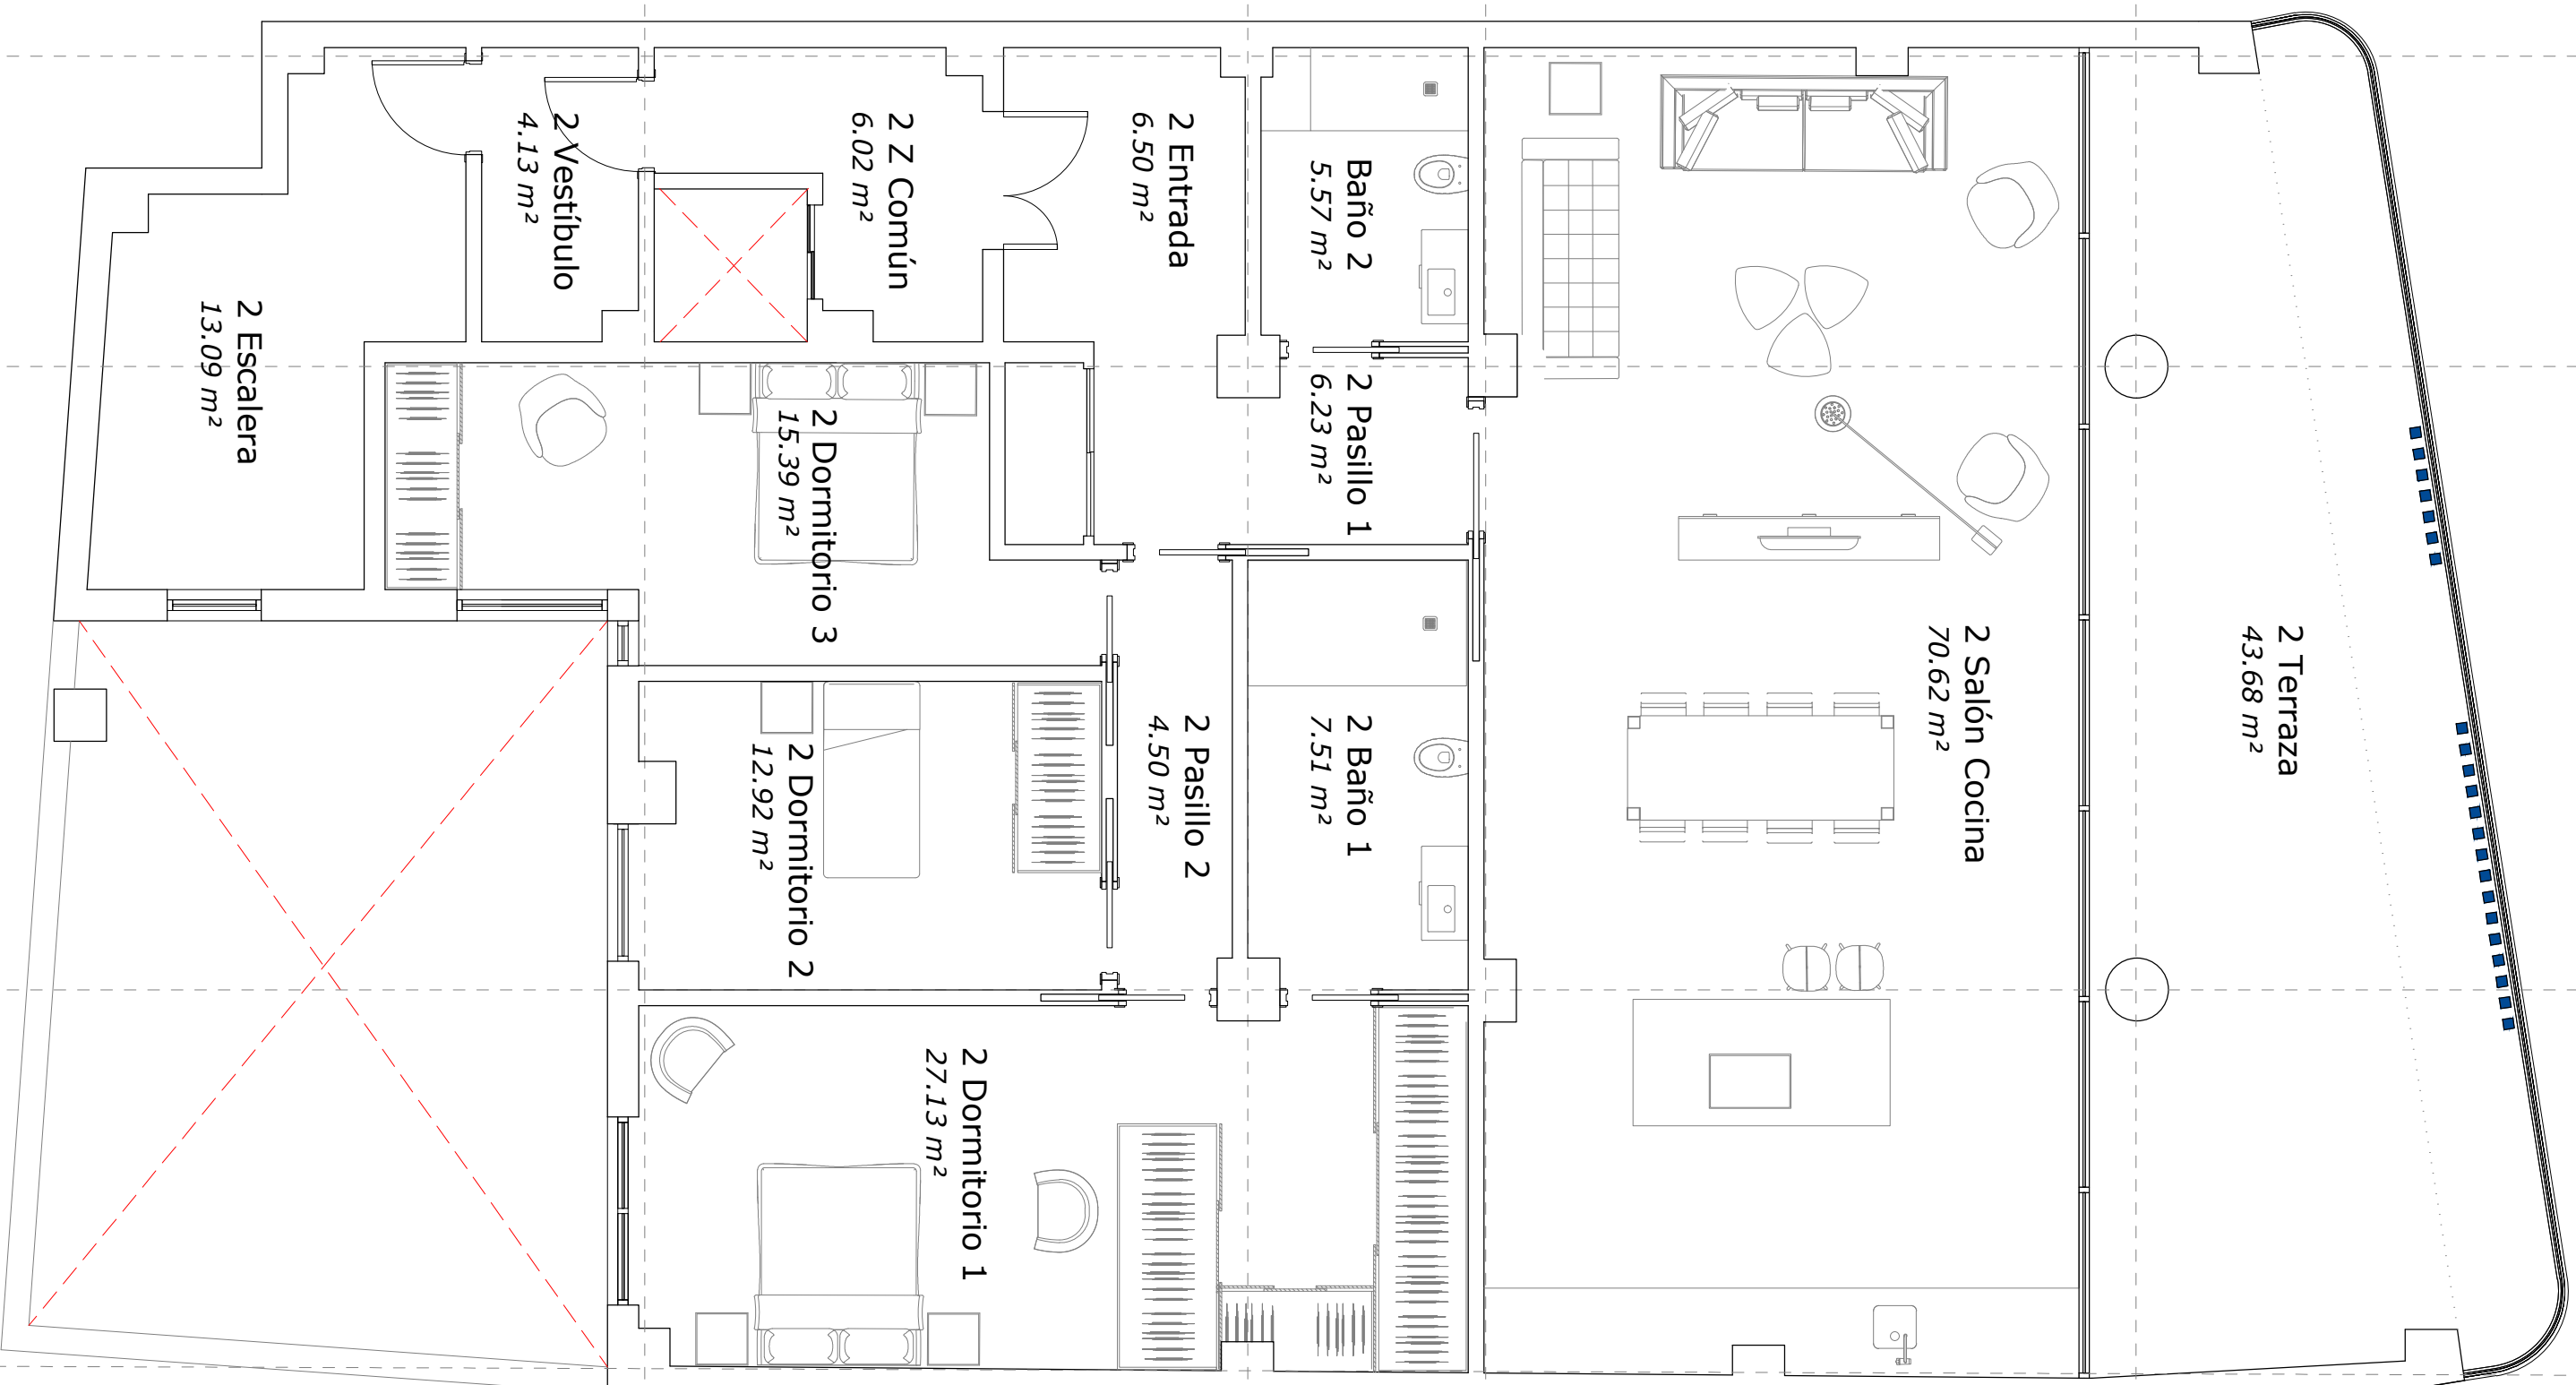 2 Escalera
13.09 m²
2 Vestíbulo
4.13 m²
2 Z Común
6.02 m²
2 Entrada
6.50 m²
Baño 2
5.57 m²
2 Pasillo 1
6.23 m²
2 Dormitorio 3
15.39 m²
2 Dormitorio 2
12.92 m²
2 Pasillo 2
4.50 m²
2 Baño 1
7.51 m²
2 Dormitorio 1
27.13 m²
2 Salón Cocina
70.62 m²
2 Terraza
43.68 m²